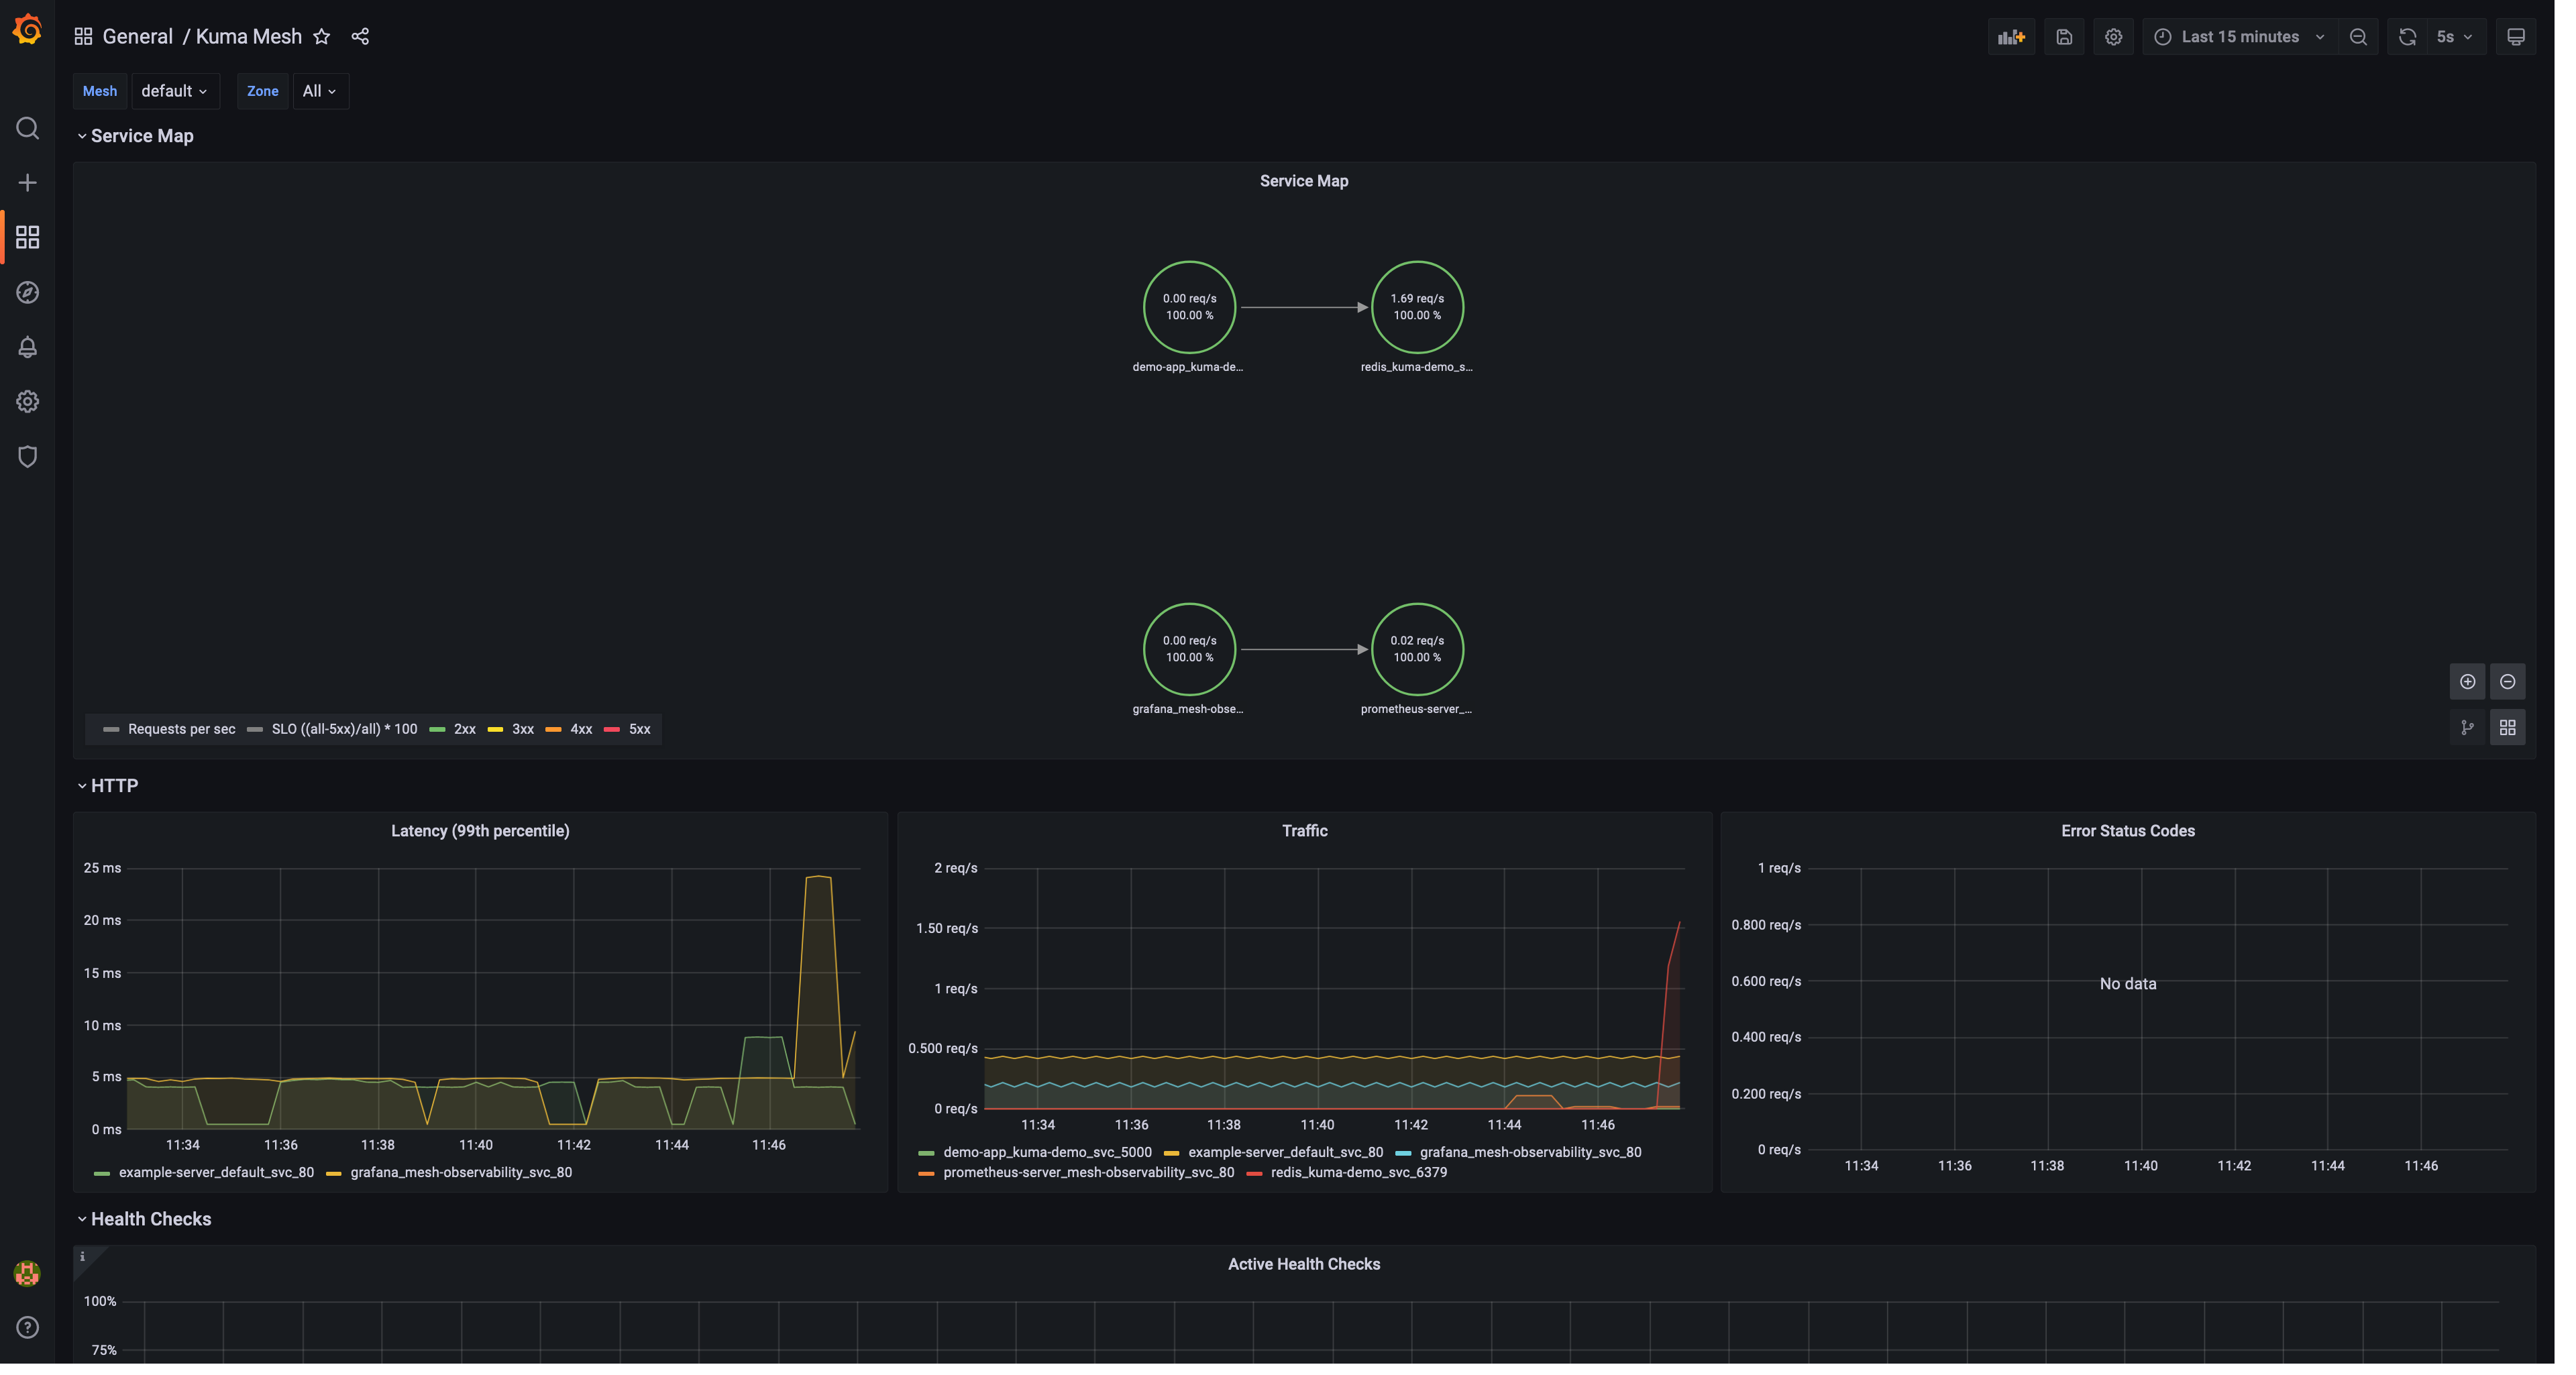 General / Kuma Mesh
Last 15 minutes
5s
Mesh default Zone All
Service Map
Service Map
0.00 req/s
100.00 %
demo-app_kuma-de...
1.69 req/s
100.00 %
redis_kuma-demo_s...
0.00 req/s
100.00 %
grafana_mesh-obse...
0.02 req/s
100.00 %
prometheus-server_...
Requests per sec SLO ((all-5xx)/all) * 100 2xx 3xx 4xx 5xx
HTTP
Latency (99th percentile)
25 ms
20 ms
15 ms
10 ms
5 ms
0 ms
11:34 11:36 11:38 11:40 11:42 11:44 11:46
example-server_default_svc_80 grafana_mesh-observability_svc_80
Traffic
2 req/s
1.50 req/s
1 req/s
0.500 req/s
0 req/s
11:34 11:36 11:38 11:40 11:42 11:44 11:46
demo-app_kuma-demo_svc_5000 example-server_default_svc_80 grafana_mesh-observability_svc_80
prometheus-server_mesh-observability_svc_80 redis_kuma-demo_svc_6379
Error Status Codes
1 req/s
0.800 req/s
0.600 req/s
0.400 req/s
0.200 req/s
0 req/s
No data
11:34 11:36 11:38 11:40 11:42 11:44 11:46
Health Checks
i
Active Health Checks
100%
75%